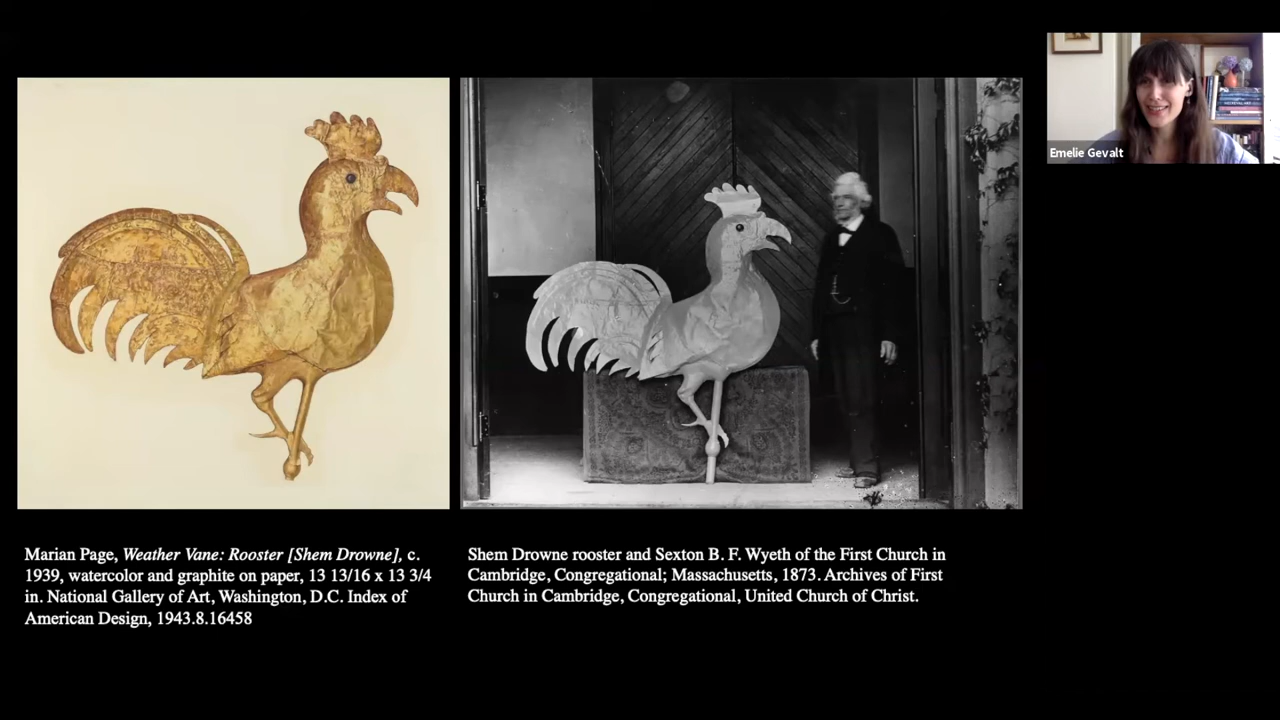 Emelie Gevalt
Marian Page, Weather Vane: Rooster [Shem Drowne], c.
1939, watercolor and graphite on paper, 13 13/16 x 13 3/4
in. National Gallery of Art, Washington, D.C. Index of
American Design, 1943.8.16458
Shem Drowne rooster and Sexton B. F. Wyeth of the First Church in
Cambridge, Congregational; Massachusetts, 1873. Archives of First
Church in Cambridge, Congregational, United Church of Christ.